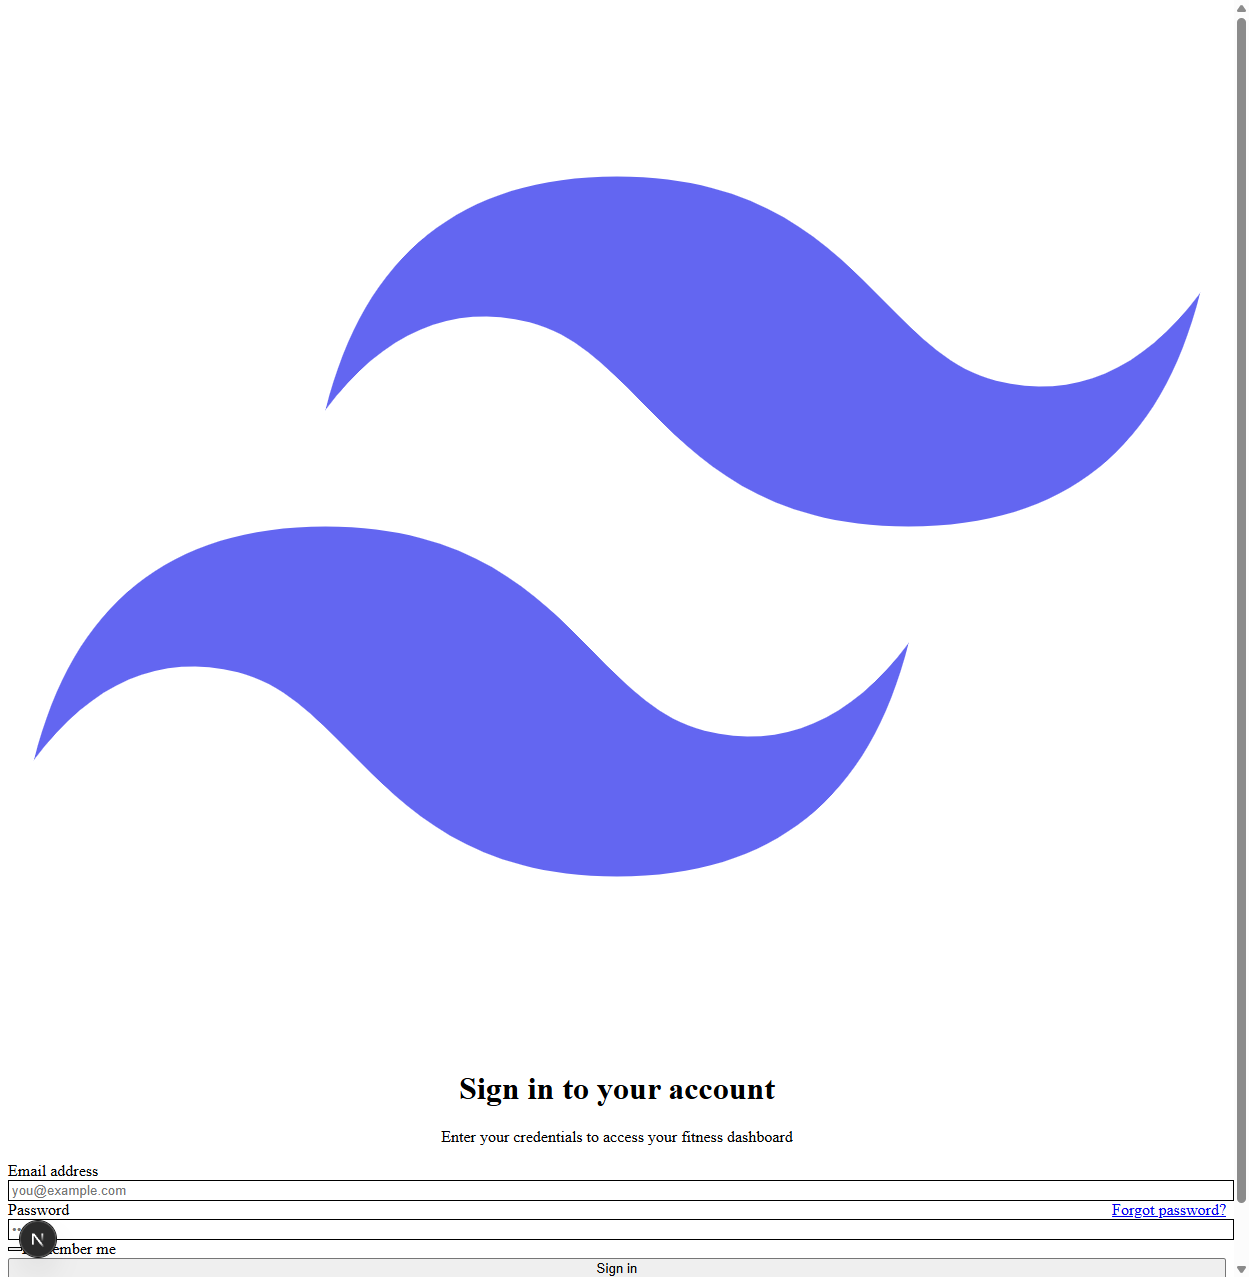 Sign in to your account
Enter your credentials to access your fitness dashboard
Email address
you@example.com
Password Forgot password?
N
ember me
Sign in